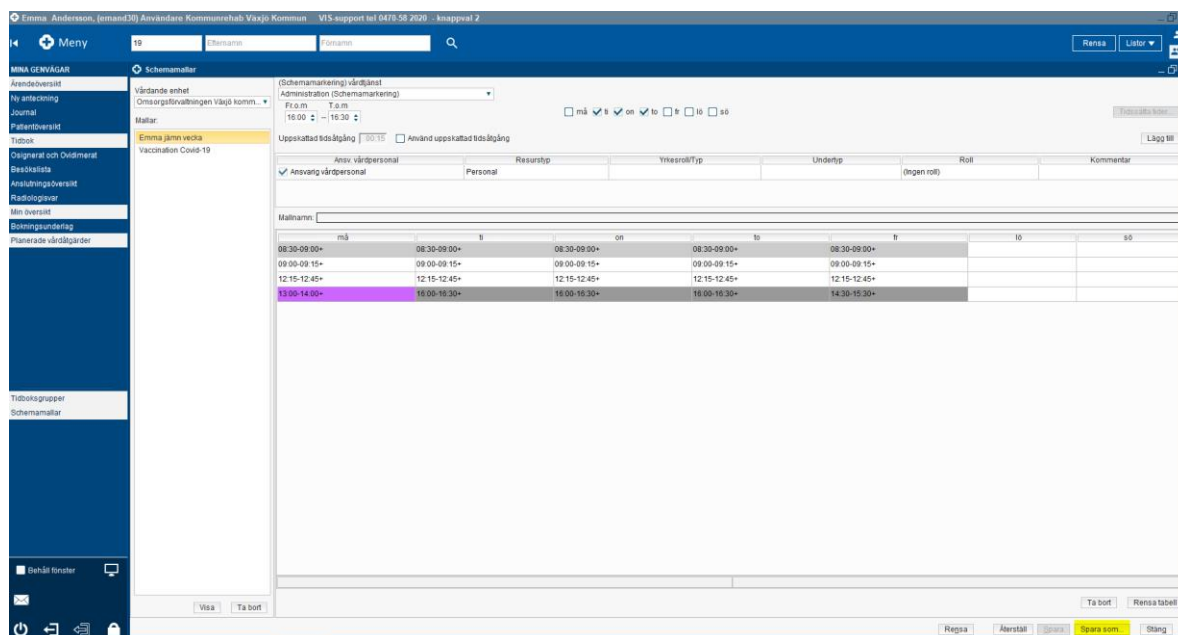 Emma Andersson, (emand30) Användare Kommunrehab Växjö Kommun VIS-support tel 0470-58 2020 - knappval 2
Meny 19 Efternamn Förnamn Rensa Listor
MINA GENVÄGAR
Ärendeöversikt
Ny anteckning
Journal
Patientöversikt
Tidbok
Osignerat och Ovidimerat
Besökslista
Anslutningsöversikt
Radiologisvar
Min översikt
Bokningsunderlag
Planerade vårdåtgärder
Tidboksgrupper
Schemamallar
Behåll fönster
Schemamallar
Vårdande enhet
Omsorgsförvaltningen Växjö komm...
Mallar:
Emma jämn vecka
Vaccination Covid-19
Visa Ta bort
(Schemamarkering) vårdtjänst
Administration (Schemamarkering)
Fr.o.m T.o.m
16:00 – 16:30 må ti on to fr lö sö
Uppskattad tidsåtgång 00:15 Använd uppskattad tidsåtgång Lägg till
Ansv. vårdpersonal Resurstyp Yrkesroll/Typ Undertyp Roll Kommentar
Ansvarig vårdpersonal Personal (Ingen roll)
Mallnamn:
må ti on to fr lö sö
08:30-09:00+ 08:30-09:00+ 08:30-09:00+ 08:30-09:00+ 08:30-09:00+
09:00-09:15+ 09:00-09:15+ 09:00-09:15+ 09:00-09:15+ 09:00-09:15+
12:15-12:45+ 12:15-12:45+ 12:15-12:45+ 12:15-12:45+ 12:15-12:45+
13:00-14:00+ 16:00-16:30+ 16:00-16:30+ 16:00-16:30+ 14:30-15:30+
Ta bort Rensa tabell
Rensa Återställ Spara Spara som... Stäng